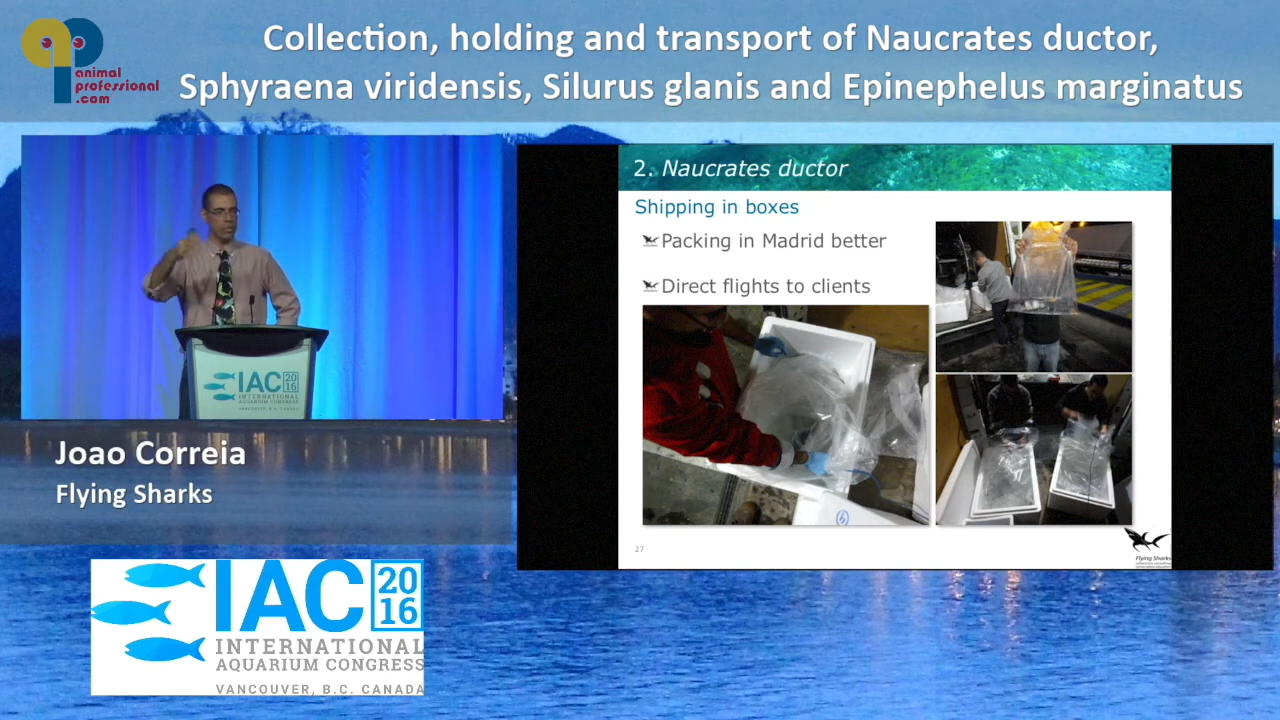 animal
professional
.com
Collection, holding and transport of Naucrates ductor,
Sphyraena viridensis, Silurus glanis and Epinephelus marginatus
IAC 2016
INTERNATIONAL
AQUARIUM CONGRESS
VANCOUVER, B.C. CANADA
2. Naucrates ductor
Shipping in boxes
Packing in Madrid better
Direct flights to clients
27
Flying Sharks
Joao Correia
Flying Sharks
IAC 2016
INTERNATIONAL
AQUARIUM CONGRESS
VANCOUVER, B.C. CANADA